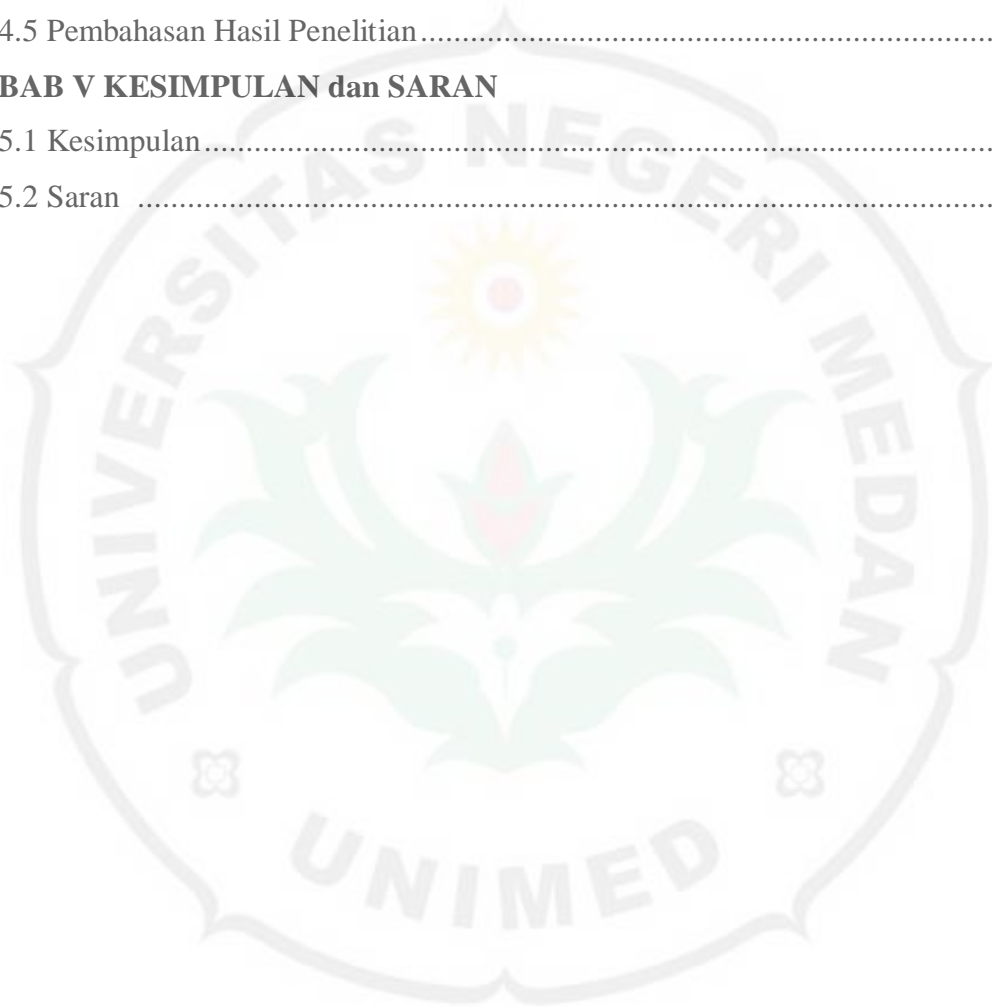 4.5 Pembahasan Hasil Penelitian........................................................................
BAB V KESIMPULAN dan SARAN
5.1 Kesimpulan................................................................................................
5.2 Saran ........................................................................................................
UNIVERSITAS NEGERI MEDAN
UNIMED